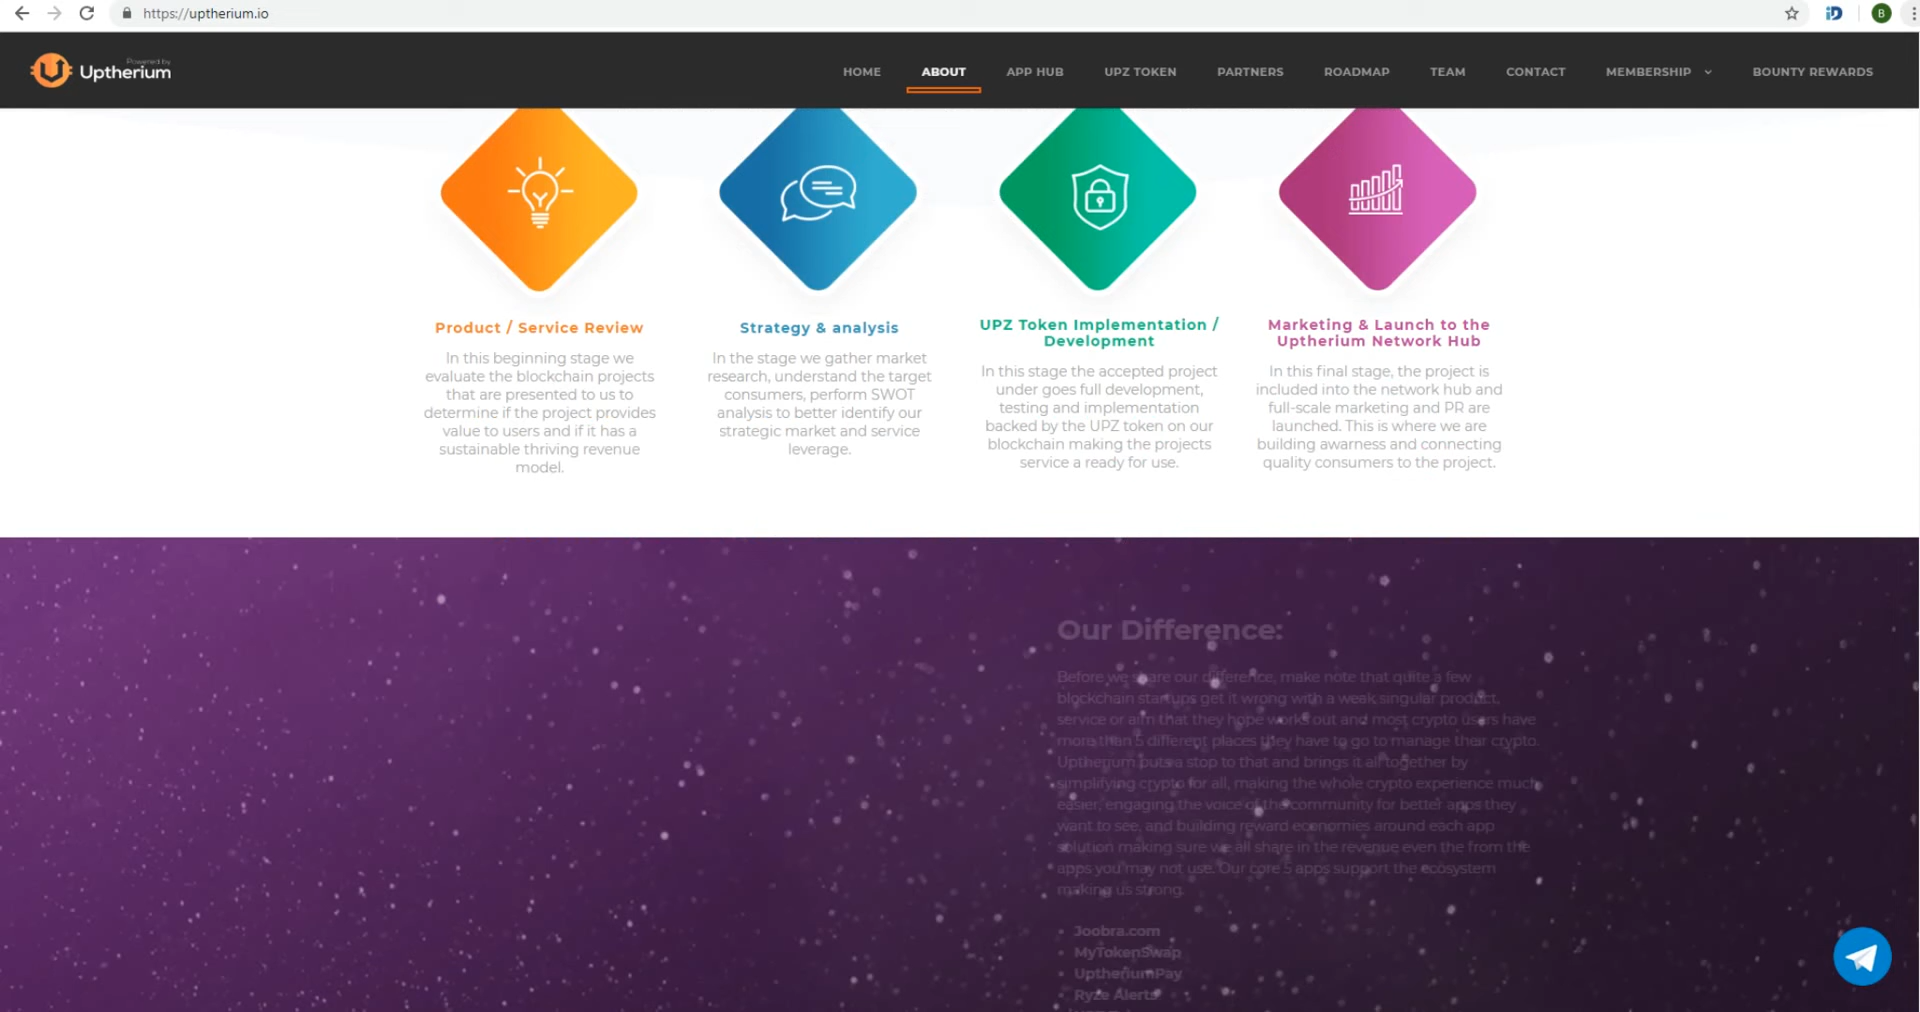 https://uptherium.io
B
Powered by
Uptherium
HOME
ABOUT
APP HUB
UPZ TOKEN
PARTNERS
ROADMAP
TEAM
CONTACT
MEMBERSHIP
BOUNTY REWARDS
Product / Service Review
In this beginning stage we
evaluate the blockchain projects
that are presented to us to
determine if the project provides
value to users and if it has a
sustainable thriving revenue
model.
Strategy & analysis
In the stage we gather market
research, understand the target
consumers, perform SWOT
analysis to better identify our
strategic market and service
leverage.
UPZ Token Implementation /
Development
In this stage the accepted project
under goes full development,
testing and implementation
backed by the UPZ token on our
blockchain making the projects
service a ready for use.
Marketing & Launch to the
Uptherium Network Hub
In this final stage, the project is
included into the network hub and
full-scale marketing and PR are
launched. This is where we are
building awarness and connecting
quality consumers to the project.
Our Difference:
Before we share our difference, make note that quite a few
blockchain startups get it wrong with a weak singular product,
service or aim that they hope works out and most crypto users have
more than 5 different places they have to go to manage their crypto.
Uptherium puts a stop to that and brings it all together by
simplifying crypto for all, making the whole crypto experience much
easier, engaging the voice of the community for better apps they
want to see, and building reward economies around each app
solution making sure we all share in the revenue even the from the
apps you may not use. Our core 5 apps support the ecosystem
making us strong.
Joobra.com
MyTokenSwap
UptheriumPay
Ryze Alerts